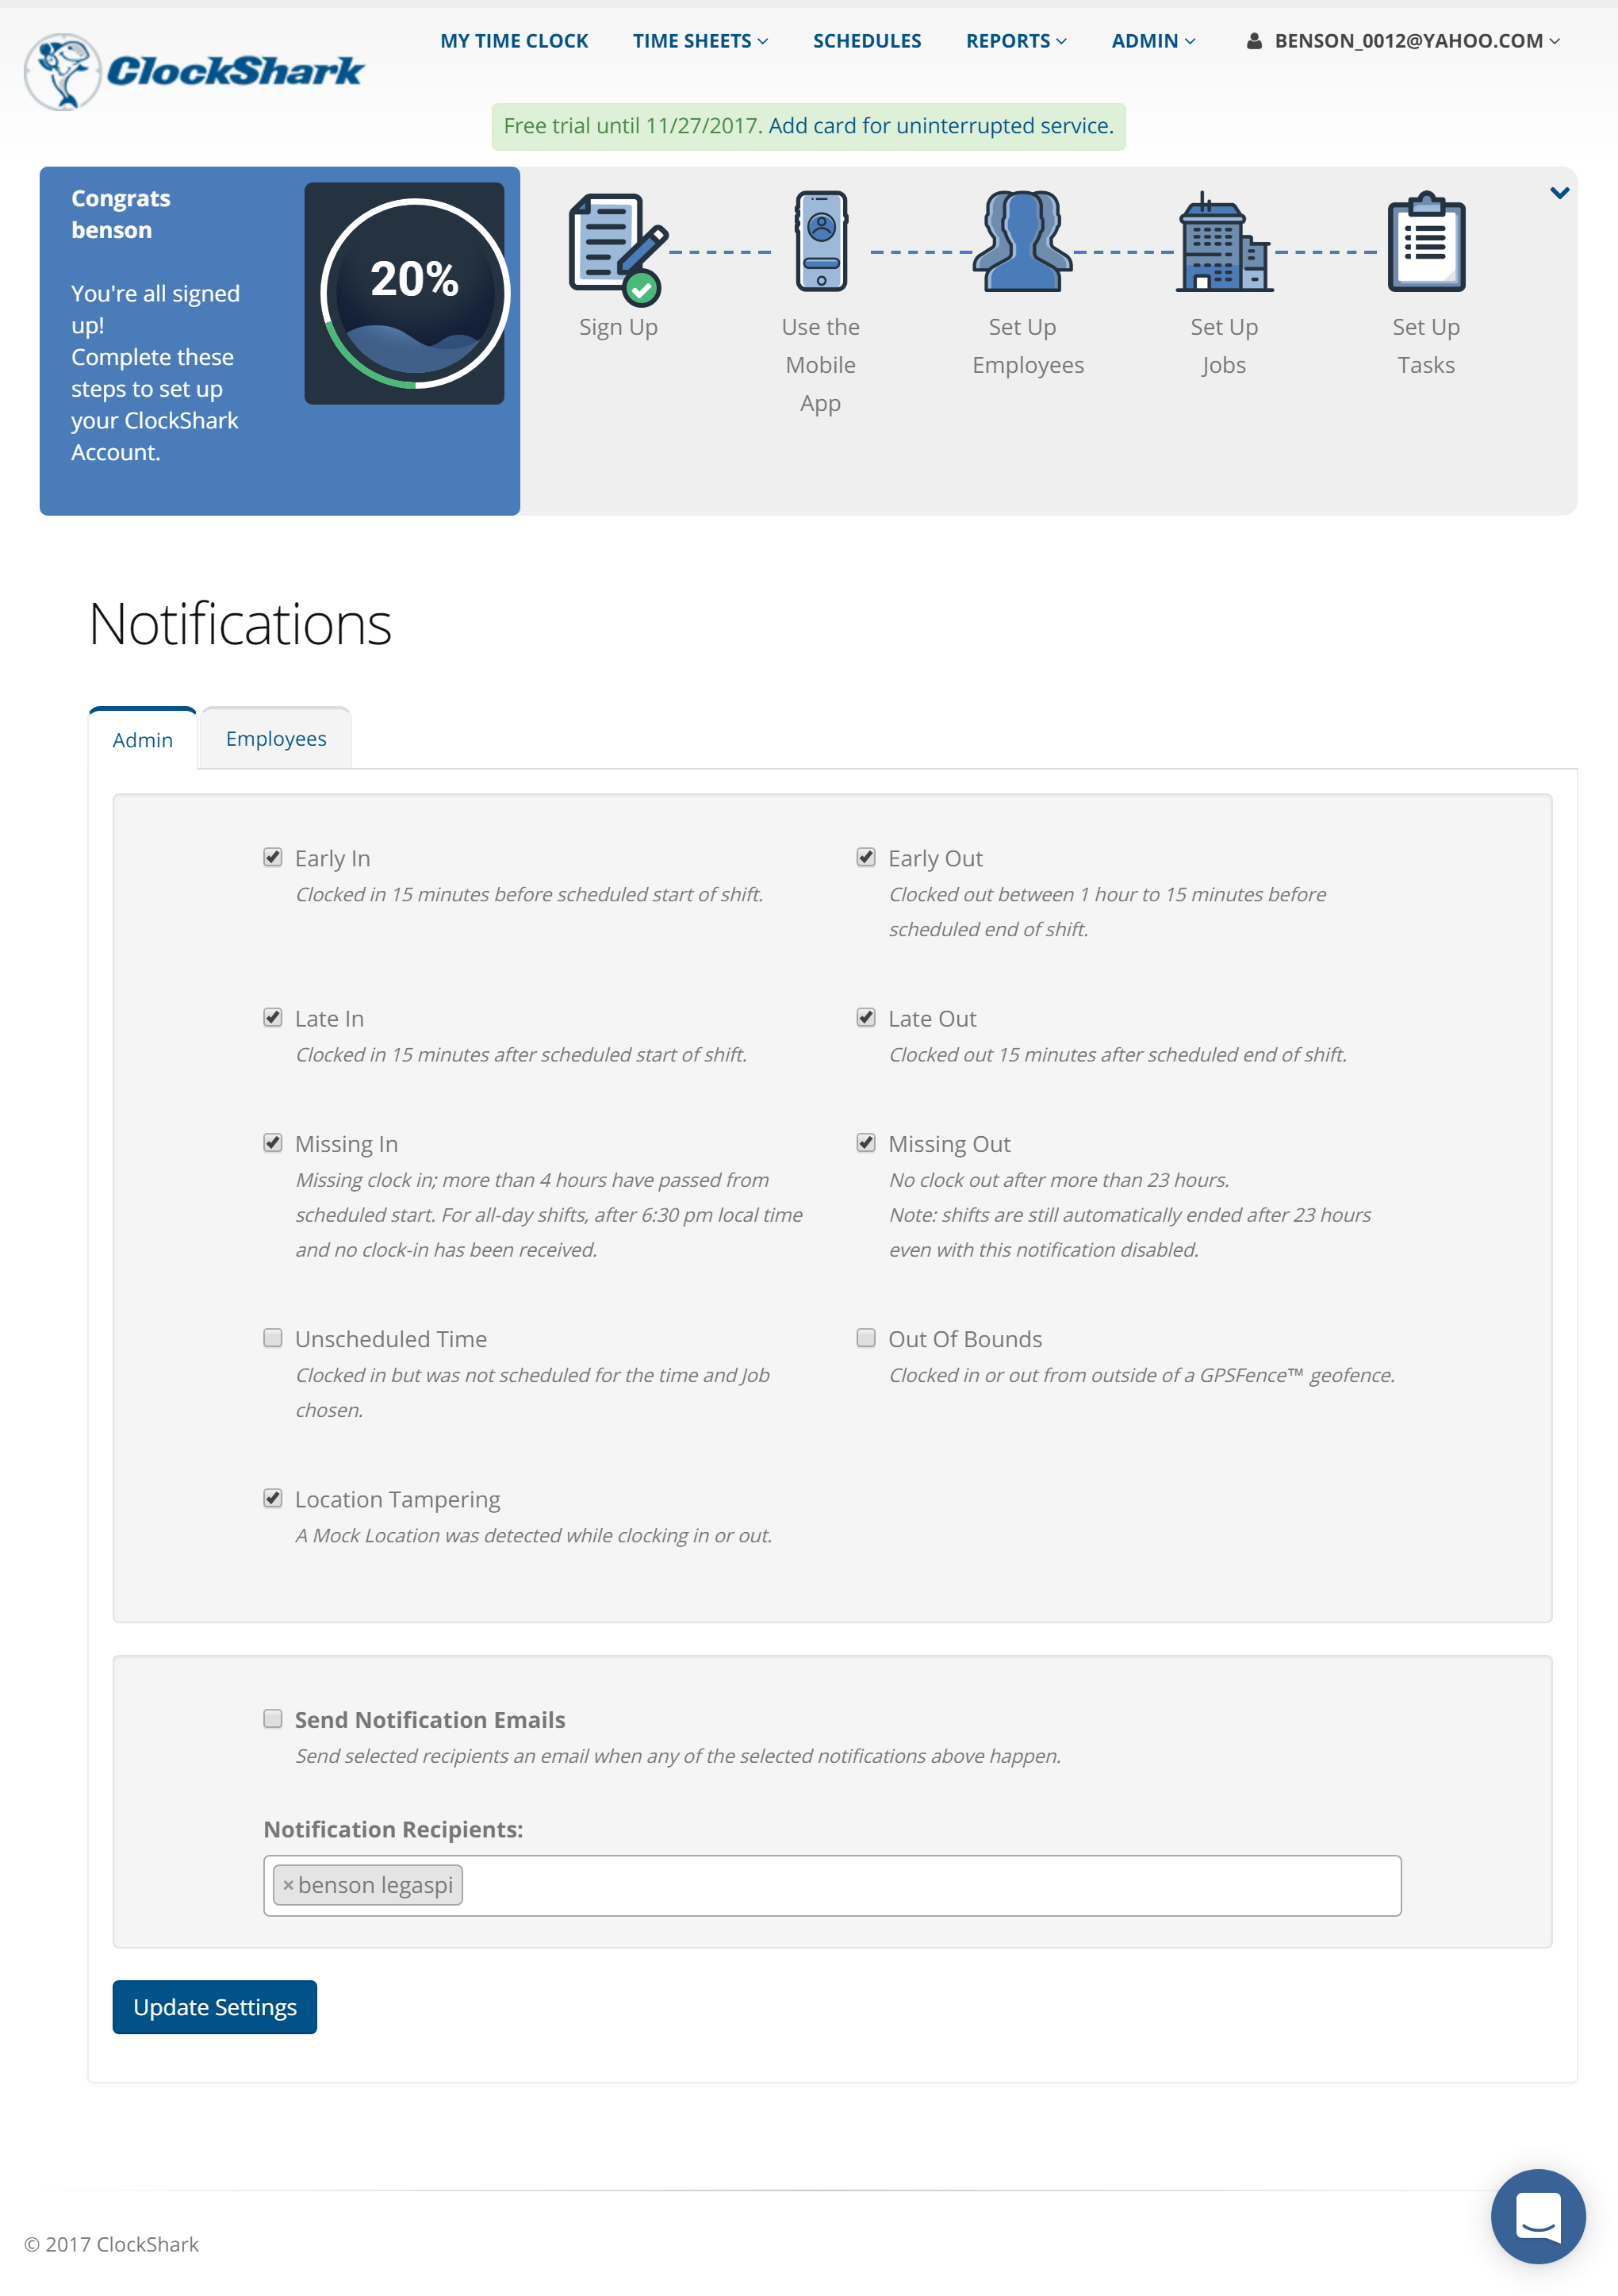 ClockShark
MY TIME CLOCK
TIME SHEETS
SCHEDULES
REPORTS
ADMIN
BENSON_0012@YAHOO.COM
Free trial until 11/27/2017. Add card for uninterrupted service.
Congrats
benson
You're all signed
up!
Complete these
steps to set up
your ClockShark
Account.
20%
Sign Up
Use the
Mobile
App
Set Up
Employees
Set Up
Jobs
Set Up
Tasks
Notifications
Admin
Employees
Early In
Clocked in 15 minutes before scheduled start of shift.
Early Out
Clocked out between 1 hour to 15 minutes before
scheduled end of shift.
Late In
Clocked in 15 minutes after scheduled start of shift.
Late Out
Clocked out 15 minutes after scheduled end of shift.
Missing In
Missing clock in; more than 4 hours have passed from
scheduled start. For all-day shifts, after 6:30 pm local time
and no clock-in has been received.
Missing Out
No clock out after more than 23 hours.
Note: shifts are still automatically ended after 23 hours
even with this notification disabled.
Unscheduled Time
Clocked in but was not scheduled for the time and Job
chosen.
Out Of Bounds
Clocked in or out from outside of a GPSFence™ geofence.
Location Tampering
A Mock Location was detected while clocking in or out.
Send Notification Emails
Send selected recipients an email when any of the selected notifications above happen.
Notification Recipients:
× benson legaspi
Update Settings
© 2017 ClockShark